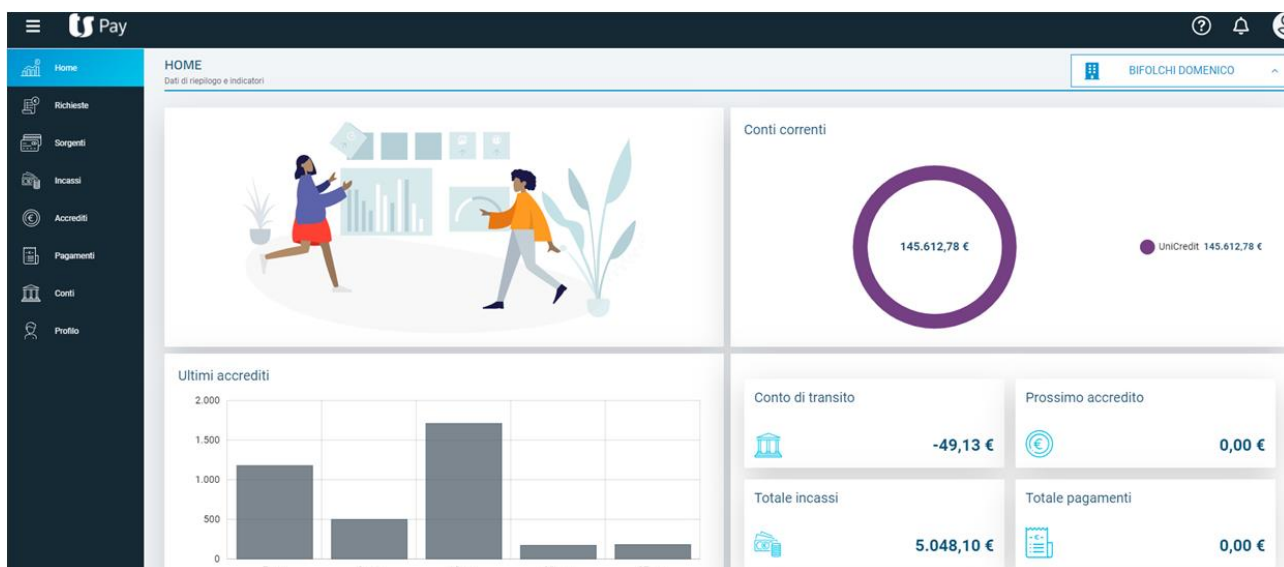 TS Pay
Home
Richieste
Sorgenti
Incassi
Accrediti
Pagamenti
Conti
Profilo
HOME
Dati di riepilogo e indicatori
BIFOLCHI DOMENICO
Conti correnti
145.612,78 €
UniCredit 145.612,78 €
Ultimi accrediti
2.000
1.500
1.000
500
0
Conto di transito
-49,13 €
Prossimo accredito
0,00 €
Totale incassi
5.048,10 €
Totale pagamenti
0,00 €